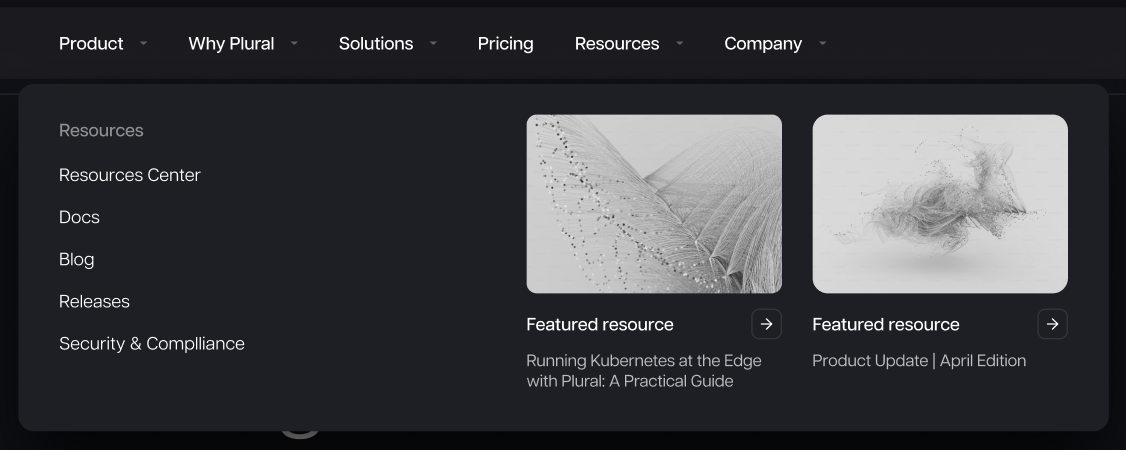 Product
Why Plural
Solutions
Pricing
Resources
Company
Resources
Resources Center
Docs
Blog
Releases
Security & Complliance
Featured resource
Running Kubernetes at the Edge
with Plural: A Practical Guide
Featured resource
Product Update | April Edition